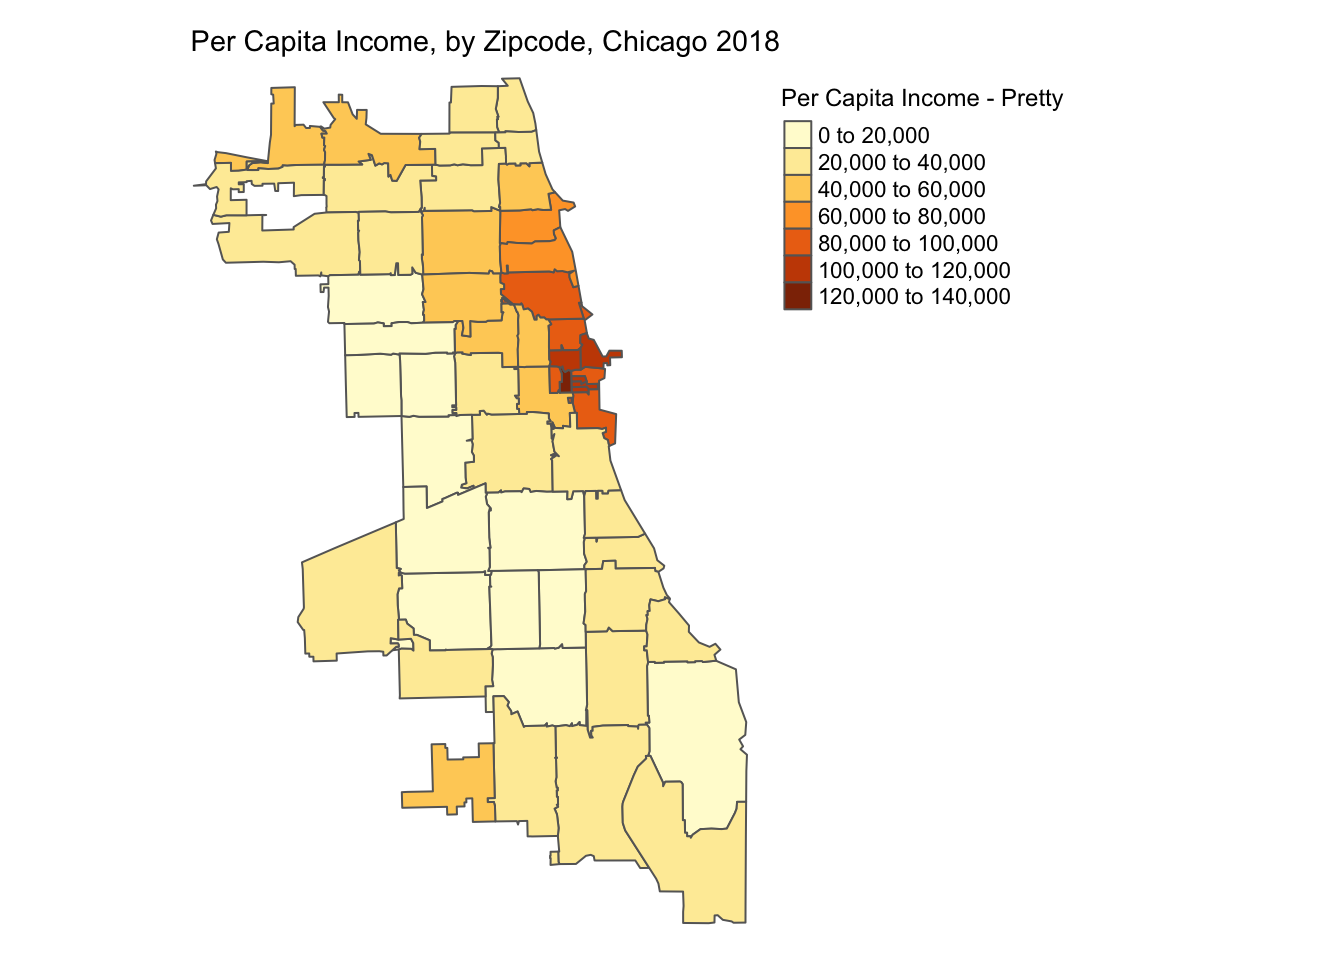 Per Capita Income, by Zipcode, Chicago 2018
Per Capita Income - Pretty
0 to 20,000
20,000 to 40,000
40,000 to 60,000
60,000 to 80,000
80,000 to 100,000
100,000 to 120,000
120,000 to 140,000